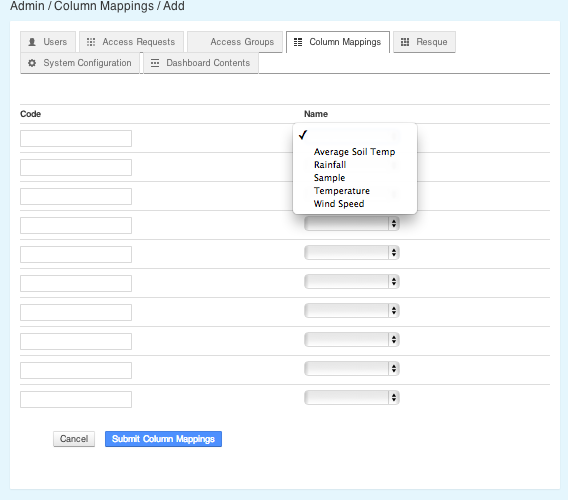 Admin / Column Mappings / Add
Users Access Requests Access Groups Column Mappings Resque
System Configuration Dashboard Contents
Code Name
Average Soil Temp
Rainfall
Sample
Temperature
Wind Speed
Cancel Submit Column Mappings